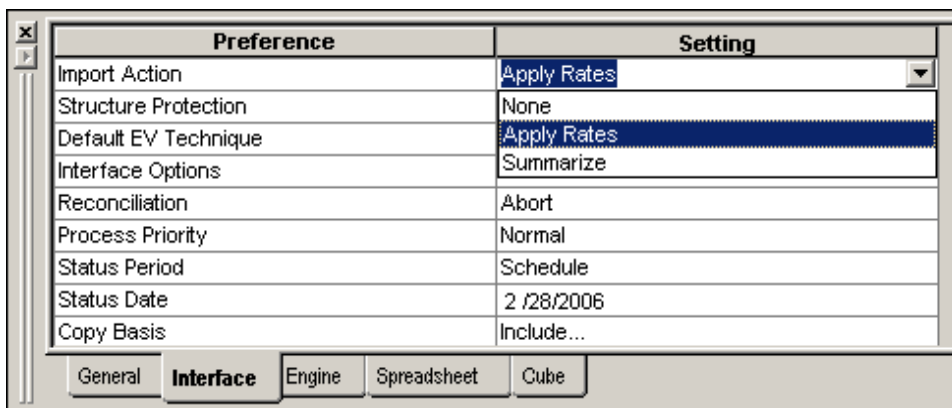 Preference Setting
Import Action Apply Rates
Structure Protection None
Default EV Technique Apply Rates
Interface Options Summarize
Reconciliation Abort
Process Priority Normal
Status Period Schedule
Status Date 2 /28/2006
Copy Basis Include...
General Interface Engine Spreadsheet Cube